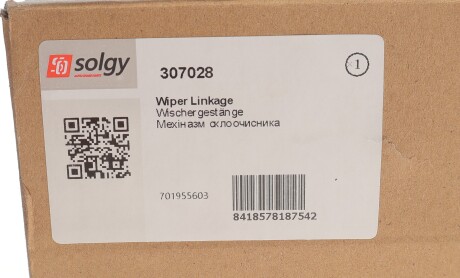 solgy
307028
1
Wiper Linkage
Wischergestänge
Механізм склоочисника
701955603
8418578187542